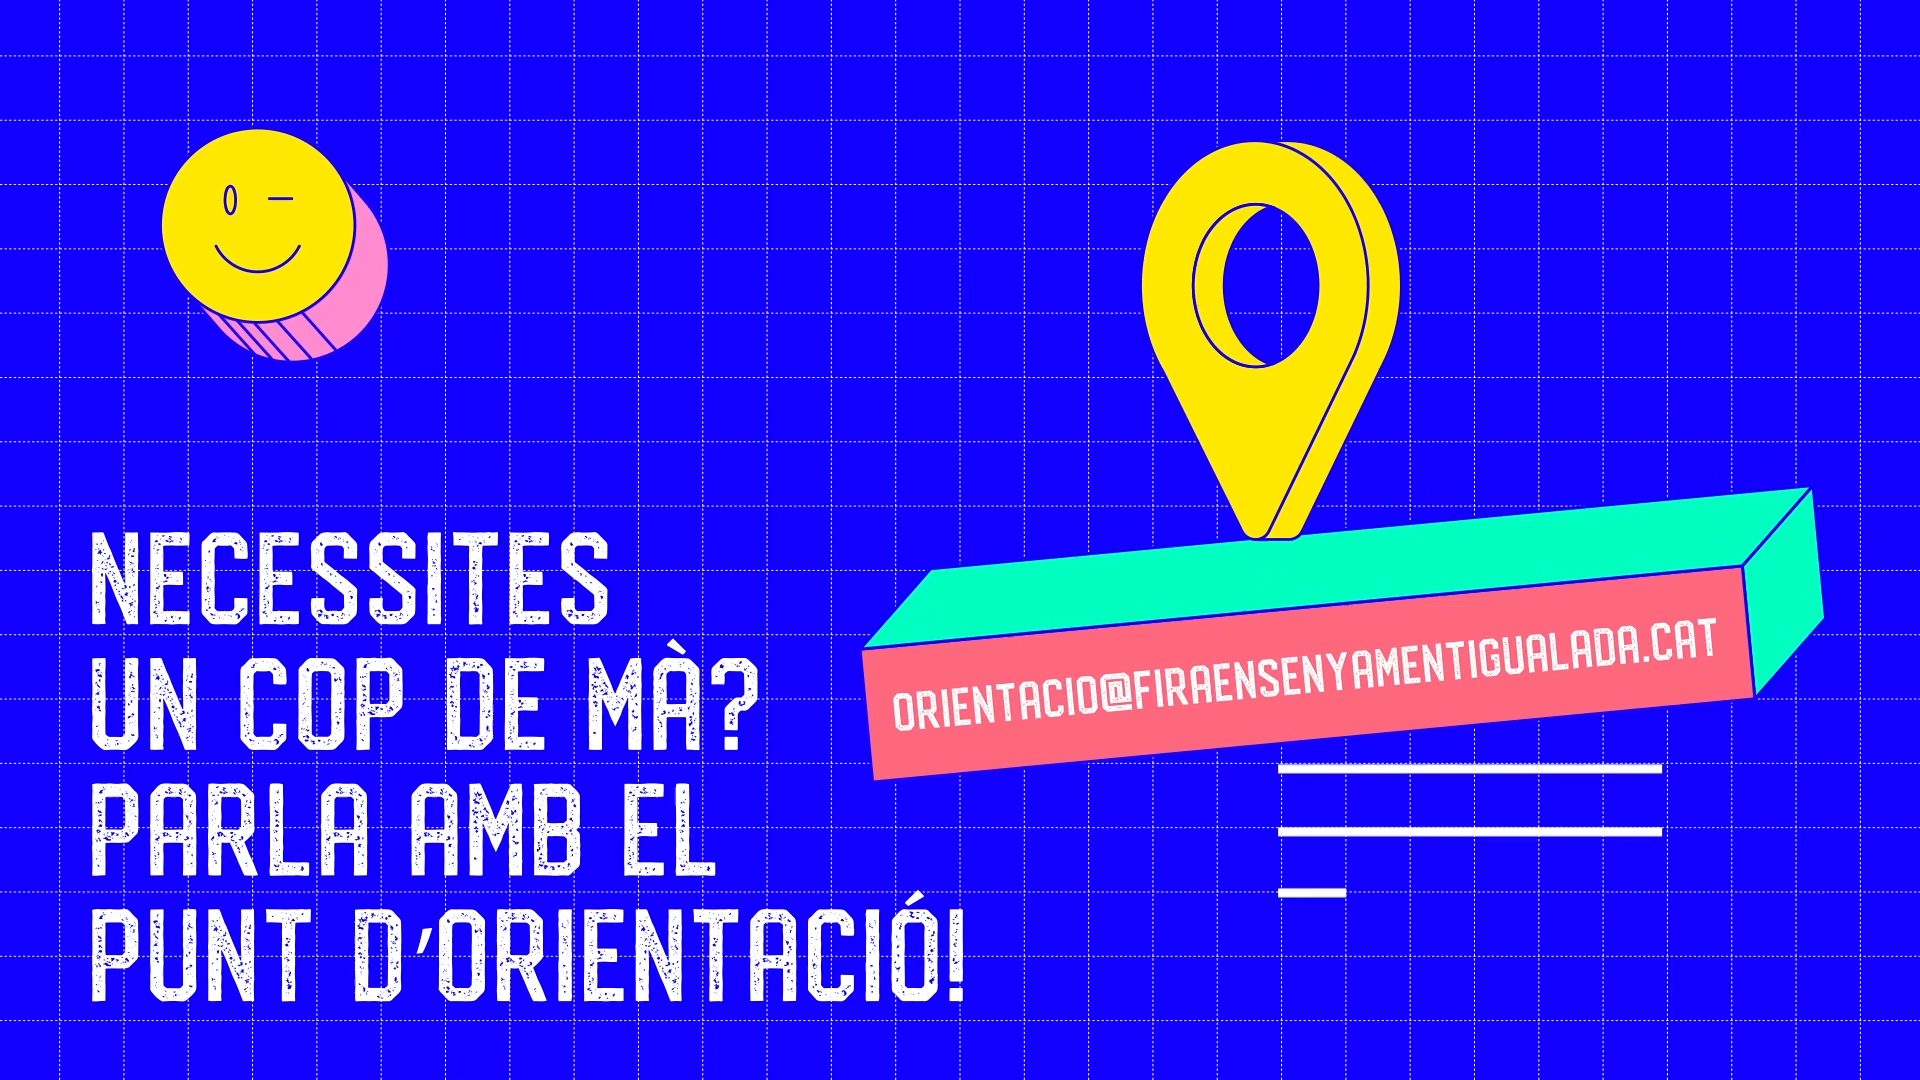 NECESSITES
UN COP DE MÀ?
PARLA AMB EL
PUNT D'ORIENTACIÓ!
ORIENTACIO@FIRAENSENYAMENTIGUALADA.CAT